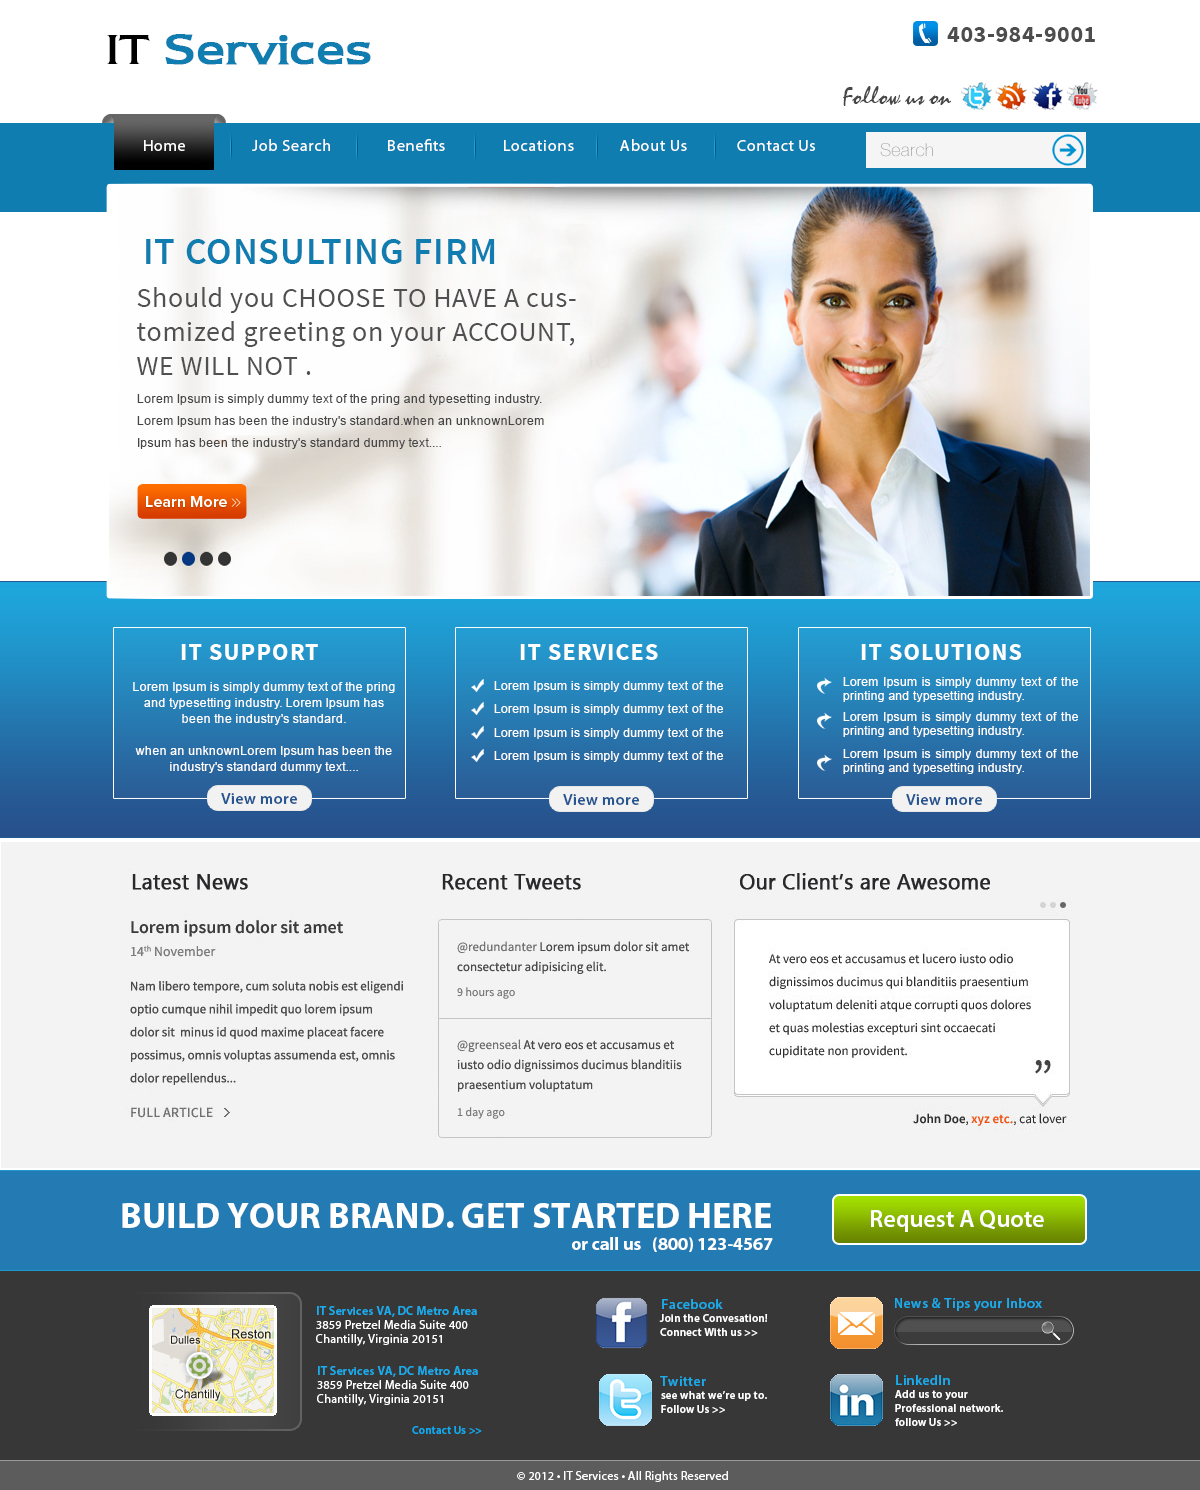 IT Services
403-984-9001
Follow us on
You
Tube
Home
Job Search
Benefits
Locations
About Us
Contact Us
Search
IT CONSULTING FIRM
Should you CHOOSE TO HAVE A cus-
tomized greeting on your ACCOUNT,
WE WILL NOT .
Lorem Ipsum is simply dummy text of the pring and typesetting industry.
Lorem Ipsum has been the industry's standard.when an unknownLorem
Ipsum has been the industry's standard dummy text....
Learn More »
IT SUPPORT
Lorem Ipsum is simply dummy text of the pring
and typesetting industry. Lorem Ipsum has
been the industry's standard.
when an unknownLorem Ipsum has been the
industry's standard dummy text....
View more
IT SERVICES
Lorem Ipsum is simply dummy text of the
Lorem Ipsum is simply dummy text of the
Lorem Ipsum is simply dummy text of the
Lorem Ipsum is simply dummy text of the
View more
IT SOLUTIONS
Lorem Ipsum is simply dummy text of the
printing and typesetting industry.
Lorem Ipsum is simply dummy text of the
printing and typesetting industry.
Lorem Ipsum is simply dummy text of the
printing and typesetting industry.
View more
Latest News
Lorem ipsum dolor sit amet
14th November
Nam libero tempore, cum soluta nobis est eligendi
optio cumque nihil impedit quo lorem ipsum
dolor sit  minus id quod maxime placeat facere
possimus, omnis voluptas assumenda est, omnis
dolor repellendus...
FULL ARTICLE >
Recent Tweets
@redundanter Lorem ipsum dolor sit amet
consectetur adipisicing elit.
9 hours ago
@greenseal At vero eos et accusamus et
iusto odio dignissimos ducimus blanditiis
praesentium voluptatum
1 day ago
Our Client's are Awesome
At vero eos et accusamus et lucero iusto odio
dignissimos ducimus qui blanditiis praesentium
voluptatum deleniti atque corrupti quos dolores
et quas molestias excepturi sint occaecati
cupiditate non provident.
”
John Doe, xyz etc., cat lover
BUILD YOUR BRAND. GET STARTED HERE
or call us (800) 123-4567
Request A Quote
Dulles
Reston
Chantilly
IT Services VA, DC Metro Area
3859 Pretzel Media Suite 400
Chantilly, Virginia 20151
IT Services VA, DC Metro Area
3859 Pretzel Media Suite 400
Chantilly, Virginia 20151
Contact Us >>
Facebook
Join the Convesation!
Connect With us >>
Twitter
see what we're up to.
Follow Us >>
News & Tips your Inbox
LinkedIn
Add us to your
Professional network.
follow Us >>
© 2012 • IT Services • All Rights Reserved